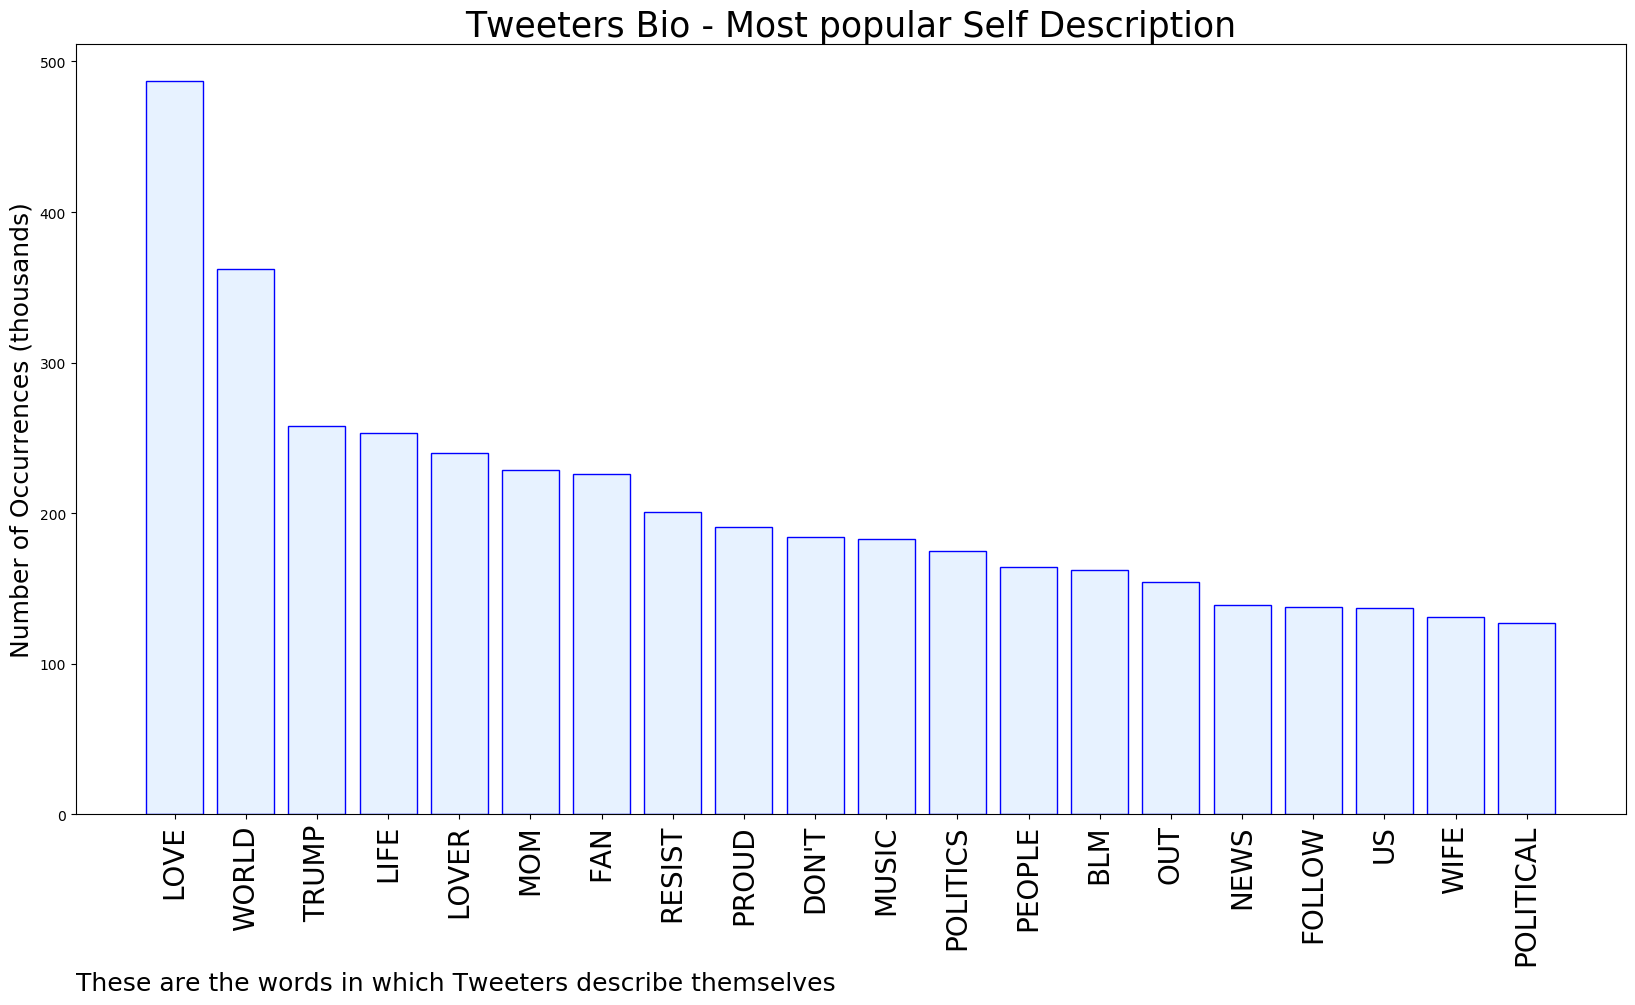 Tweeters Bio - Most popular Self Description
Number of Occurrences (thousands)
500
400
300
200
100
0
LOVE
WORLD
TRUMP
LIFE
LOVER
MOM
FAN
RESIST
PROUD
DON'T
MUSIC
POLITICS
PEOPLE
BLM
OUT
NEWS
FOLLOW
US
WIFE
POLITICAL
These are the words in which Tweeters describe themselves